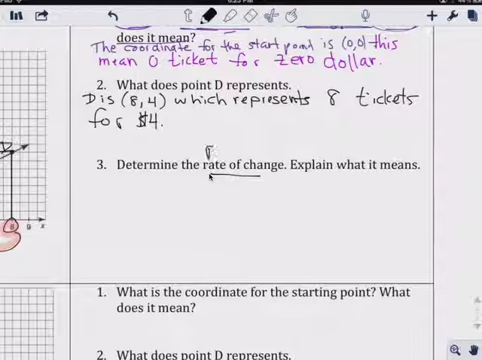 does it mean?
The coordinate for the start point is (0,0) this
mean 0 ticket for zero dollar.
2. What does point D represents.
D is (8,4) which represents 8 tickets
for $4.
r
3. Determine the rate of change. Explain what it means.
D
8 9 x
1. What is the coordinate for the starting point? What
does it mean?
2. What does point D represents.